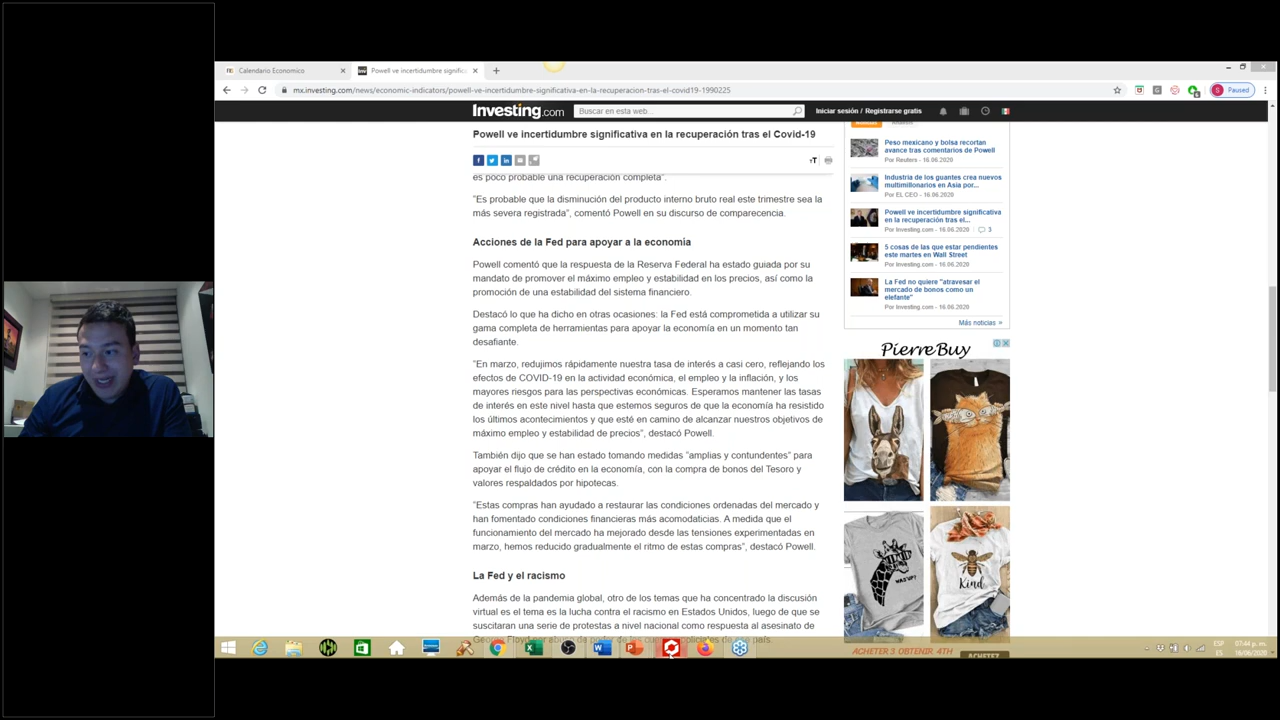 Calendario Economico
Powell ve incertidumbre significativ
mx.investing.com/news/economic-indicators/powell-ve-incertidumbre-significativa-en-la-recuperacion-tras-el-covid19-1990225
Paused
Investing.com
Buscar en esta web...
Iniciar sesión / Registrarse gratis
Powell ve incertidumbre significativa en la recuperación tras el Covid-19
es poco probable una recuperación completa".
"Es probable que la disminución del producto interno bruto real este trimestre sea la
más severa registrada", comentó Powell en su discurso de comparecencia.
Acciones de la Fed para apoyar a la economía
Powell comentó que la respuesta de la Reserva Federal ha estado guiada por su
mandato de promover el máximo empleo y estabilidad en los precios, así como la
promoción de una estabilidad del sistema financiero.
Destacó lo que ha dicho en otras ocasiones: la Fed está comprometida a utilizar su
gama completa de herramientas para apoyar la economía en un momento tan
desafiante.
"En marzo, redujimos rápidamente nuestra tasa de interés a casi cero, reflejando los
efectos de COVID-19 en la actividad económica, el empleo y la inflación, y los
mayores riesgos para las perspectivas económicas. Esperamos mantener las tasas
de interés en este nivel hasta que estemos seguros de que la economía ha resistido
los últimos acontecimientos y que esté en camino de alcanzar nuestros objetivos de
máximo empleo y estabilidad de precios", destacó Powell.
También dijo que se han estado tomando medidas "amplias y contundentes" para
apoyar el flujo de crédito en la economía, con la compra de bonos del Tesoro y
valores respaldados por hipotecas.
"Estas compras han ayudado a restaurar las condiciones ordenadas del mercado y
han fomentado condiciones financieras más acomodaticias. A medida que el
funcionamiento del mercado ha mejorado desde las tensiones experimentadas en
marzo, hemos reducido gradualmente el ritmo de estas compras", destacó Powell.
La Fed y el racismo
Además de la pandemia global, otro de los temas que ha concentrado la discusión
virtual es el tema es la lucha contra el racismo en Estados Unidos, luego de que se
suscitaran una serie de protestas a nivel nacional como respuesta al asesinato de
Peso mexicano y bolsa recortan
avance tras comentarios de Powell
Por Reuters - 16.06.2020
Industria de los guantes crea nuevos
multimillonarios en Asia por...
Por EL CEO - 16.06.2020
Powell ve incertidumbre significativa
en la recuperación tras el...
Por Investing.com - 16.06.2020 3
5 cosas de las que estar pendientes
este martes en Wall Street
Por Investing.com - 16.06.2020
La Fed no quiere "atravesar el
mercado de bonos como un
elefante"
Por Investing.com - 16.06.2020
Más noticias »
PierreBuy
WAS'UP?
Kind
ACHETER 3 OBTENIR 4TH
ACHETEZ
ESP
ES
07:44 p. m.
16/06/2020